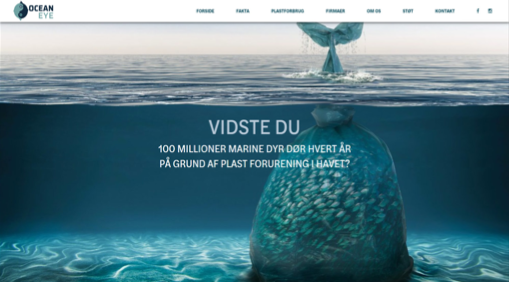 OCEAN
EYE
FORSIDE FAKTA PLASTFORBRUG FIRMAER OM OS STØT KONTAKT
VIDSTE DU
100 MILLIONER MARINE DYR DØR HVERT ÅR
PÅ GRUND AF PLAST FORURENING I HAVET?